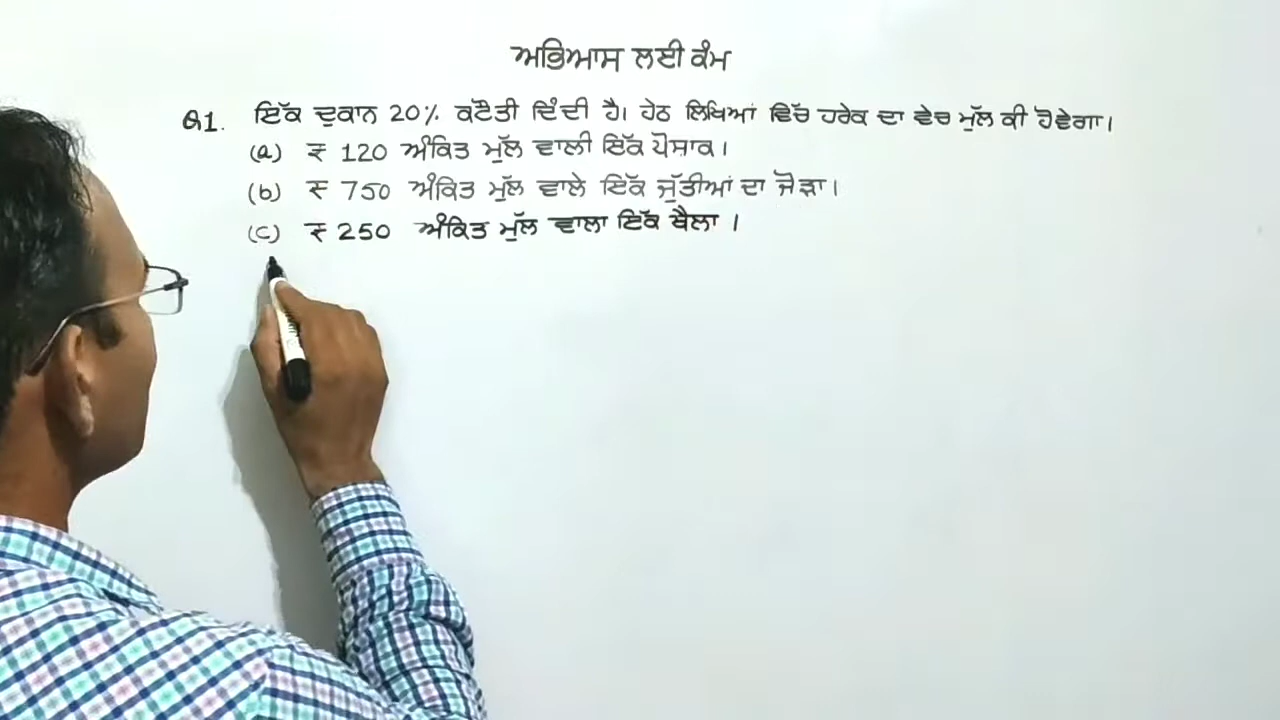 ਅਭਿਆਸ ਲਈ ਕੰਮ
Q1. ਇੱਕ ਦੁਕਾਨ 20% ਕਟੌਤੀ ਦਿੰਦੀ ਹੈ। ਹੇਠ ਲਿਖਿਆਂ ਵਿੱਚ ਹਰੇਕ ਦਾ ਵੇਚ ਮੁੱਲ ਕੀ ਹੋਵੇਗਾ।
(a) ₹ 120 ਅੰਕਿਤ ਮੁੱਲ ਵਾਲੀ ਇੱਕ ਪੋਸ਼ਾਕ।
(b) ₹ 750 ਅੰਕਿਤ ਮੁੱਲ ਵਾਲੇ ਇੱਕ ਜੁੱਤੀਆਂ ਦਾ ਜੋੜਾ।
(c) ₹ 250 ਅੰਕਿਤ ਮੁੱਲ ਵਾਲਾ ਇੱਕ ਥੈਲਾ ।